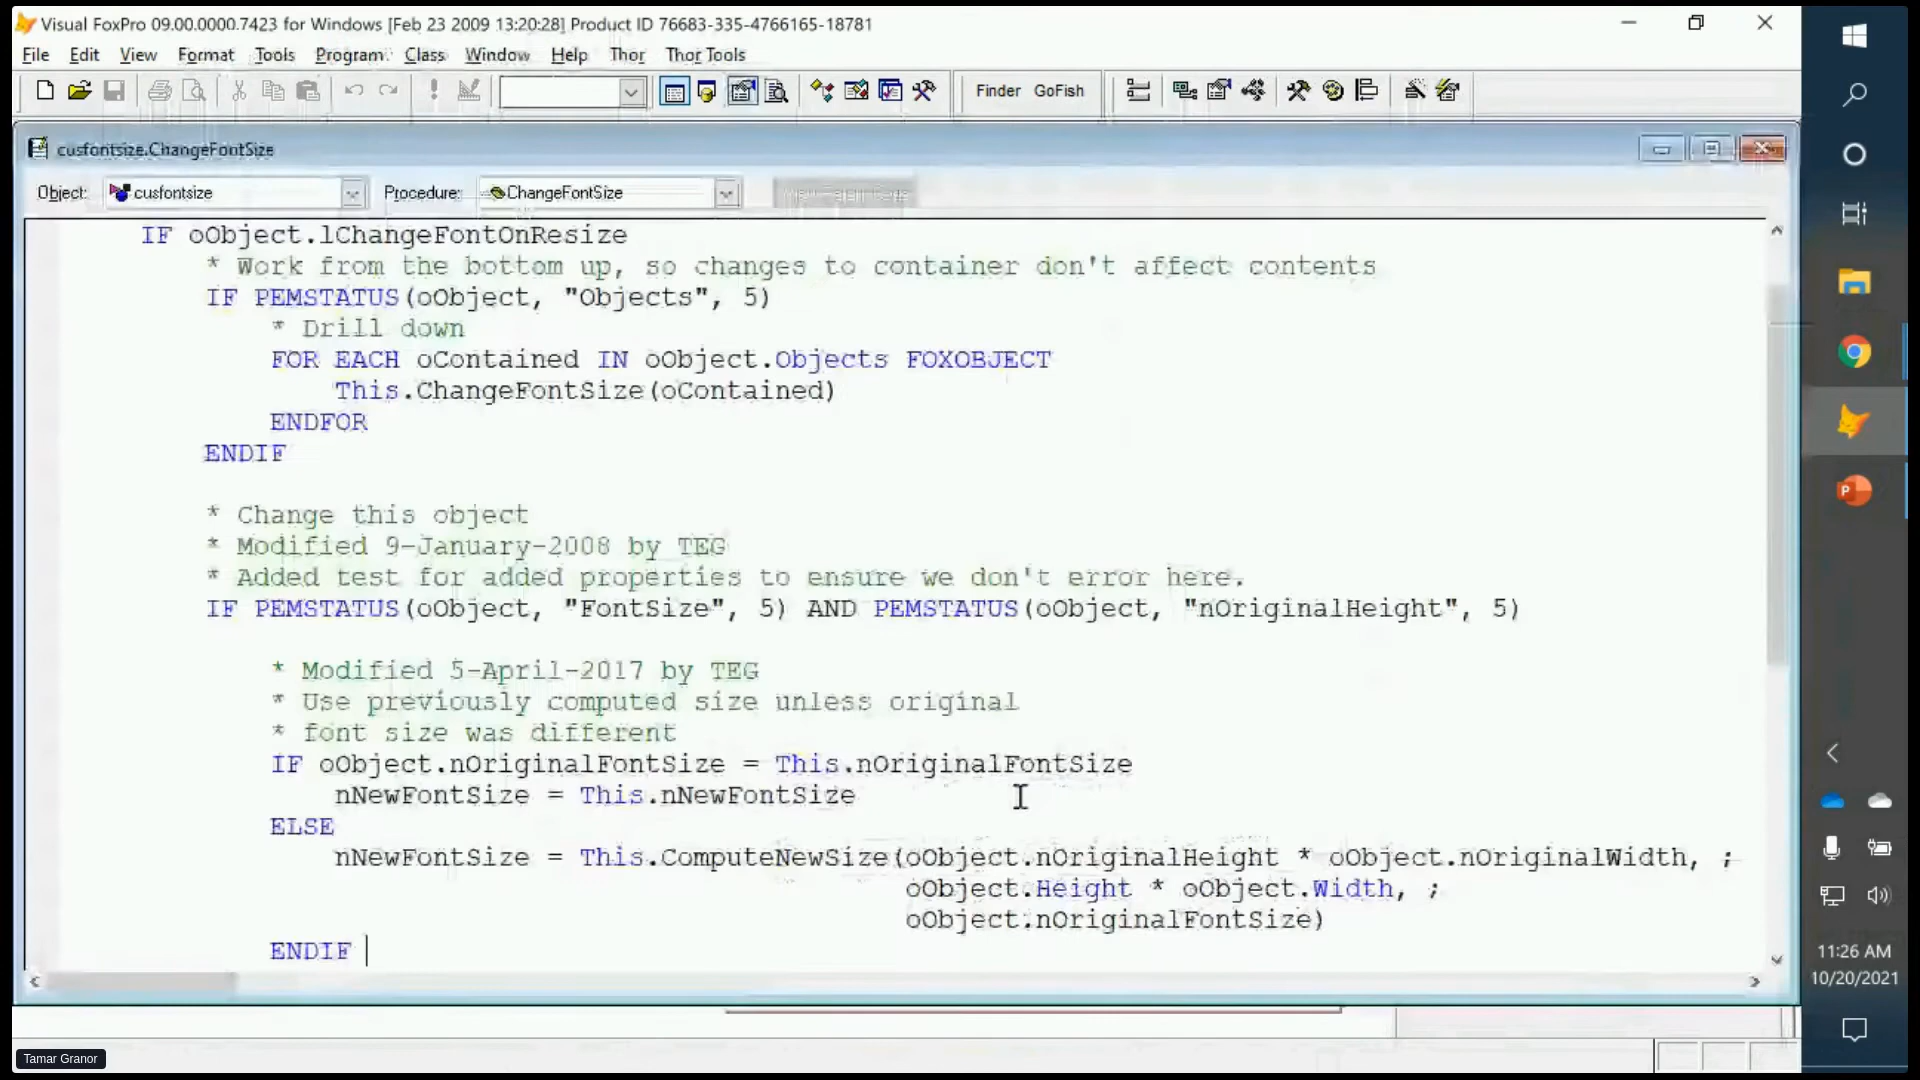 Visual FoxPro 09.00.0000.7423 for Windows [Feb 23 2009 13:20:28] Product ID 76683-335-4766165-18781
File Edit View Format Tools Program Class Window Help Thor Thor Tools
Finder GoFish
cusfontsize.ChangeFontSize
Object: cusfontsize Procedure: ChangeFontSize
IF oObject.lChangeFontOnResize
* Work from the bottom up, so changes to container don't affect contents
IF PEMSTATUS(oObject, "Objects", 5)
* Drill down
FOR EACH oContained IN oObject.Objects FOXOBJECT
This.ChangeFontSize(oContained)
ENDFOR
ENDIF
* Change this object
* Modified 9-January-2008 by TEG
* Added test for added properties to ensure we don't error here.
IF PEMSTATUS(oObject, "FontSize", 5) AND PEMSTATUS(oObject, "nOriginalHeight", 5)
* Modified 5-April-2017 by TEG
* Use previously computed size unless original
* font size was different
IF oObject.nOriginalFontSize = This.nOriginalFontSize
nNewFontSize = This.nNewFontSize
ELSE
nNewFontSize = This.ComputeNewSize(oObject.nOriginalHeight * oObject.nOriginalWidth, ;
oObject.Height * oObject.Width, ;
oObject.nOriginalFontSize)
ENDIF
11:26 AM
10/20/2021
Tamar Granor